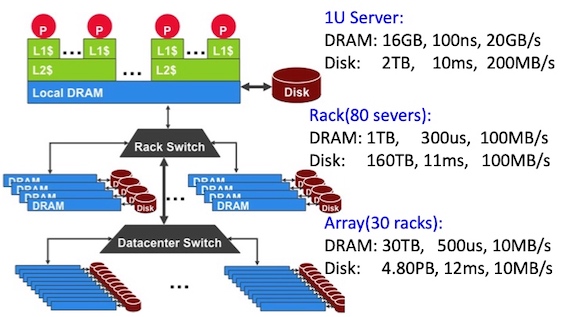 P
P
P
P
L1$ ... L1$
L1$ ... L1$
L2$ ... L2$
Local DRAM
Disk
Rack Switch
DRAM
DRAM
DRAM
DRAM
Disk
...
DRAM
DRAM
DRAM
DRAM
Disk
Datacenter Switch
...
1U Server:
DRAM: 16GB, 100ns, 20GB/s
Disk: 2TB, 10ms, 200MB/s
Rack(80 severs):
DRAM: 1TB, 300us, 100MB/s
Disk: 160TB, 11ms, 100MB/s
Array(30 racks):
DRAM: 30TB, 500us, 10MB/s
Disk: 4.80PB, 12ms, 10MB/s